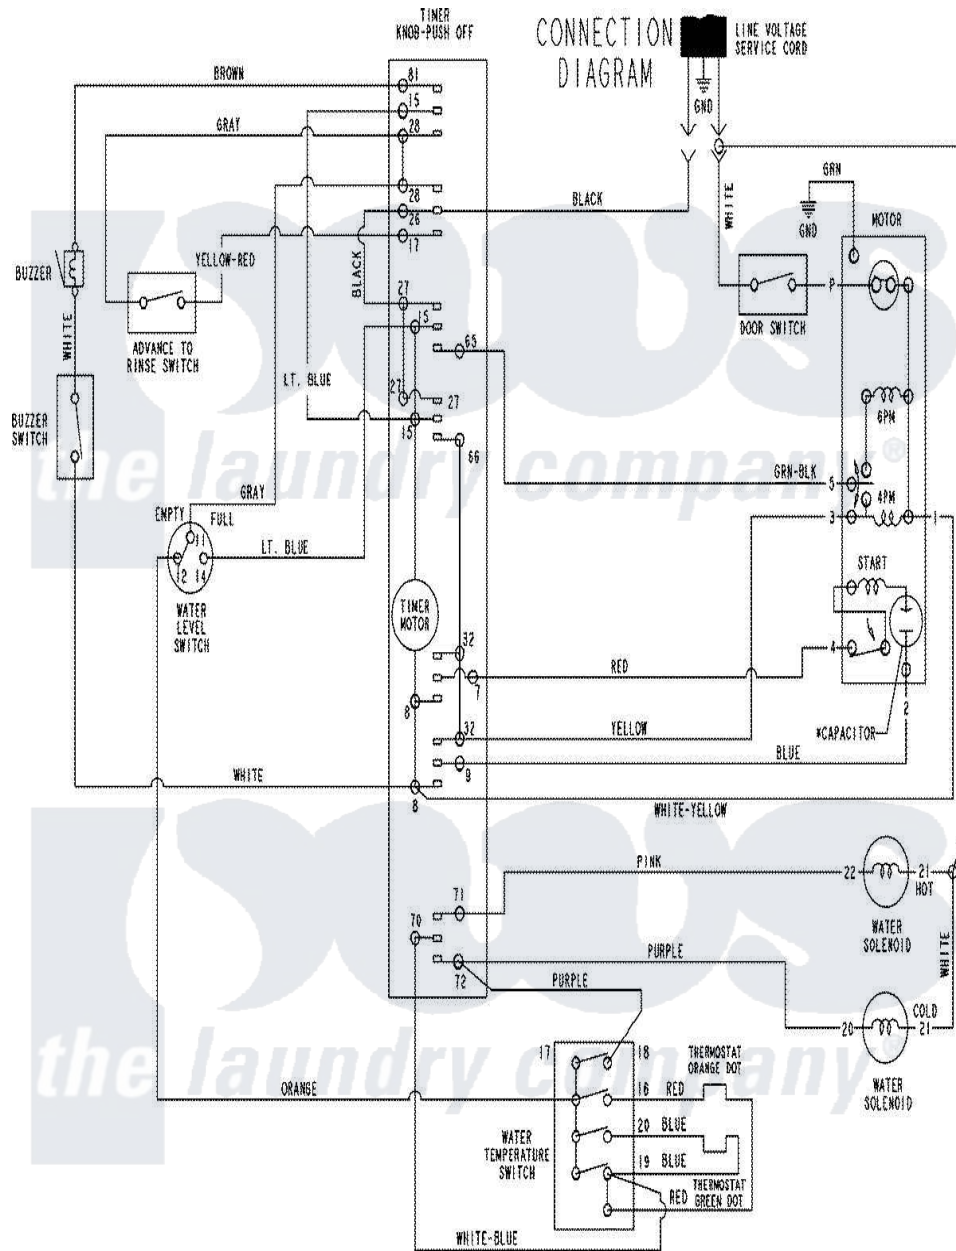 TIMER
KNOB-PUSH OFF
CONNECTION
DIAGRAM
LINE VOLTAGE
SERVICE CORD
GND
BROWN
81
15
GRAY
28
28
26
17
BLACK
WHITE
GRN
GND
MOTOR
YELLOW-RED
BLACK
BUZZER
WHITE
ADVANCE TO
RINSE SWITCH
27
15
65
P
DOOR SWITCH
LT. BLUE
27
27
15
66
6PM
BUZZER
SWITCH
GRN-BLK
5
4PM
3
1
GRAY
EMPTY
FULL
11
12
14
LT. BLUE
WATER
LEVEL
SWITCH
START
TIMER
MOTOR
32
RED
4
7
8
2
32
YELLOW
*CAPACITOR
BLUE
9
WHITE
8
WHITE-YELLOW
PINK
22
21
HOT
71
70
WATER
SOLENOID
WHITE
PURPLE
72
PURPLE
COLD
20
21
WATER
SOLENOID
17
18
THERMOSTAT
ORANGE DOT
ORANGE
16
RED
20
BLUE
WATER
TEMPERATURE
SWITCH
19
BLUE
RED
THERMOSTAT
GREEN DOT
WHITE-BLUE
the laundry company®
the laundry company®